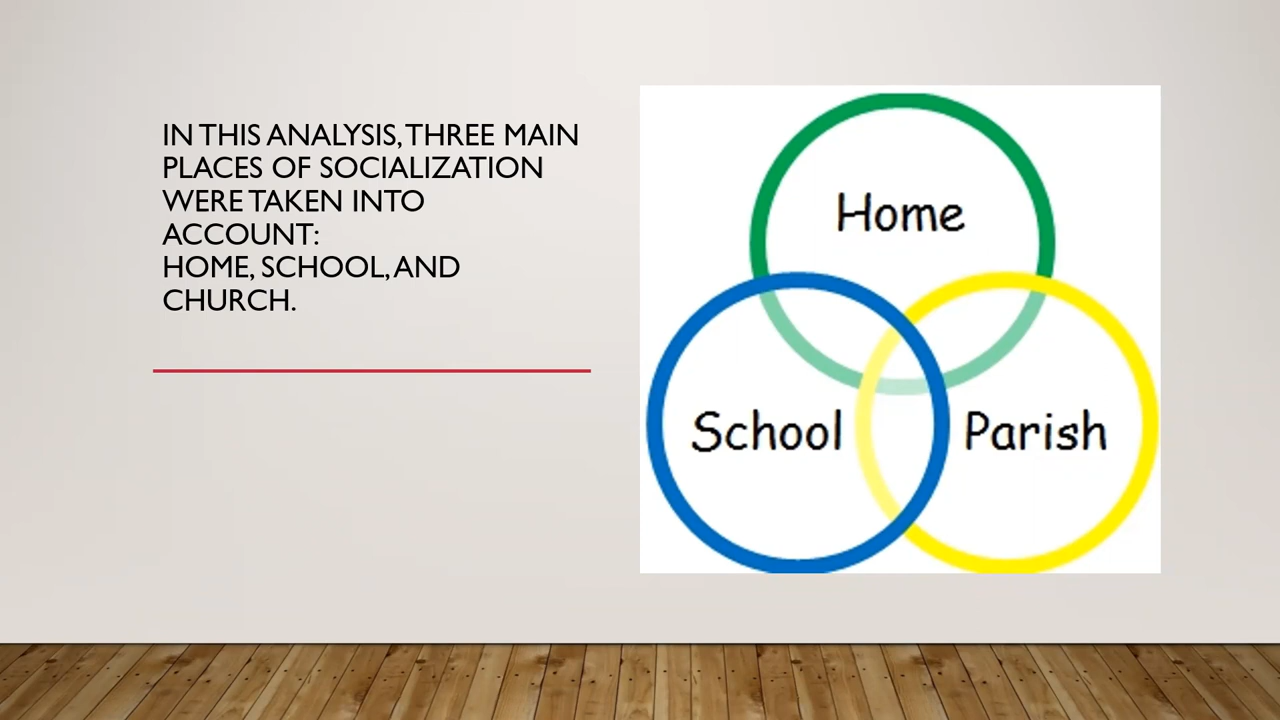 IN THIS ANALYSIS, THREE MAIN
PLACES OF SOCIALIZATION
WERE TAKEN INTO
ACCOUNT:
HOME, SCHOOL, AND
CHURCH.
Home
School
Parish